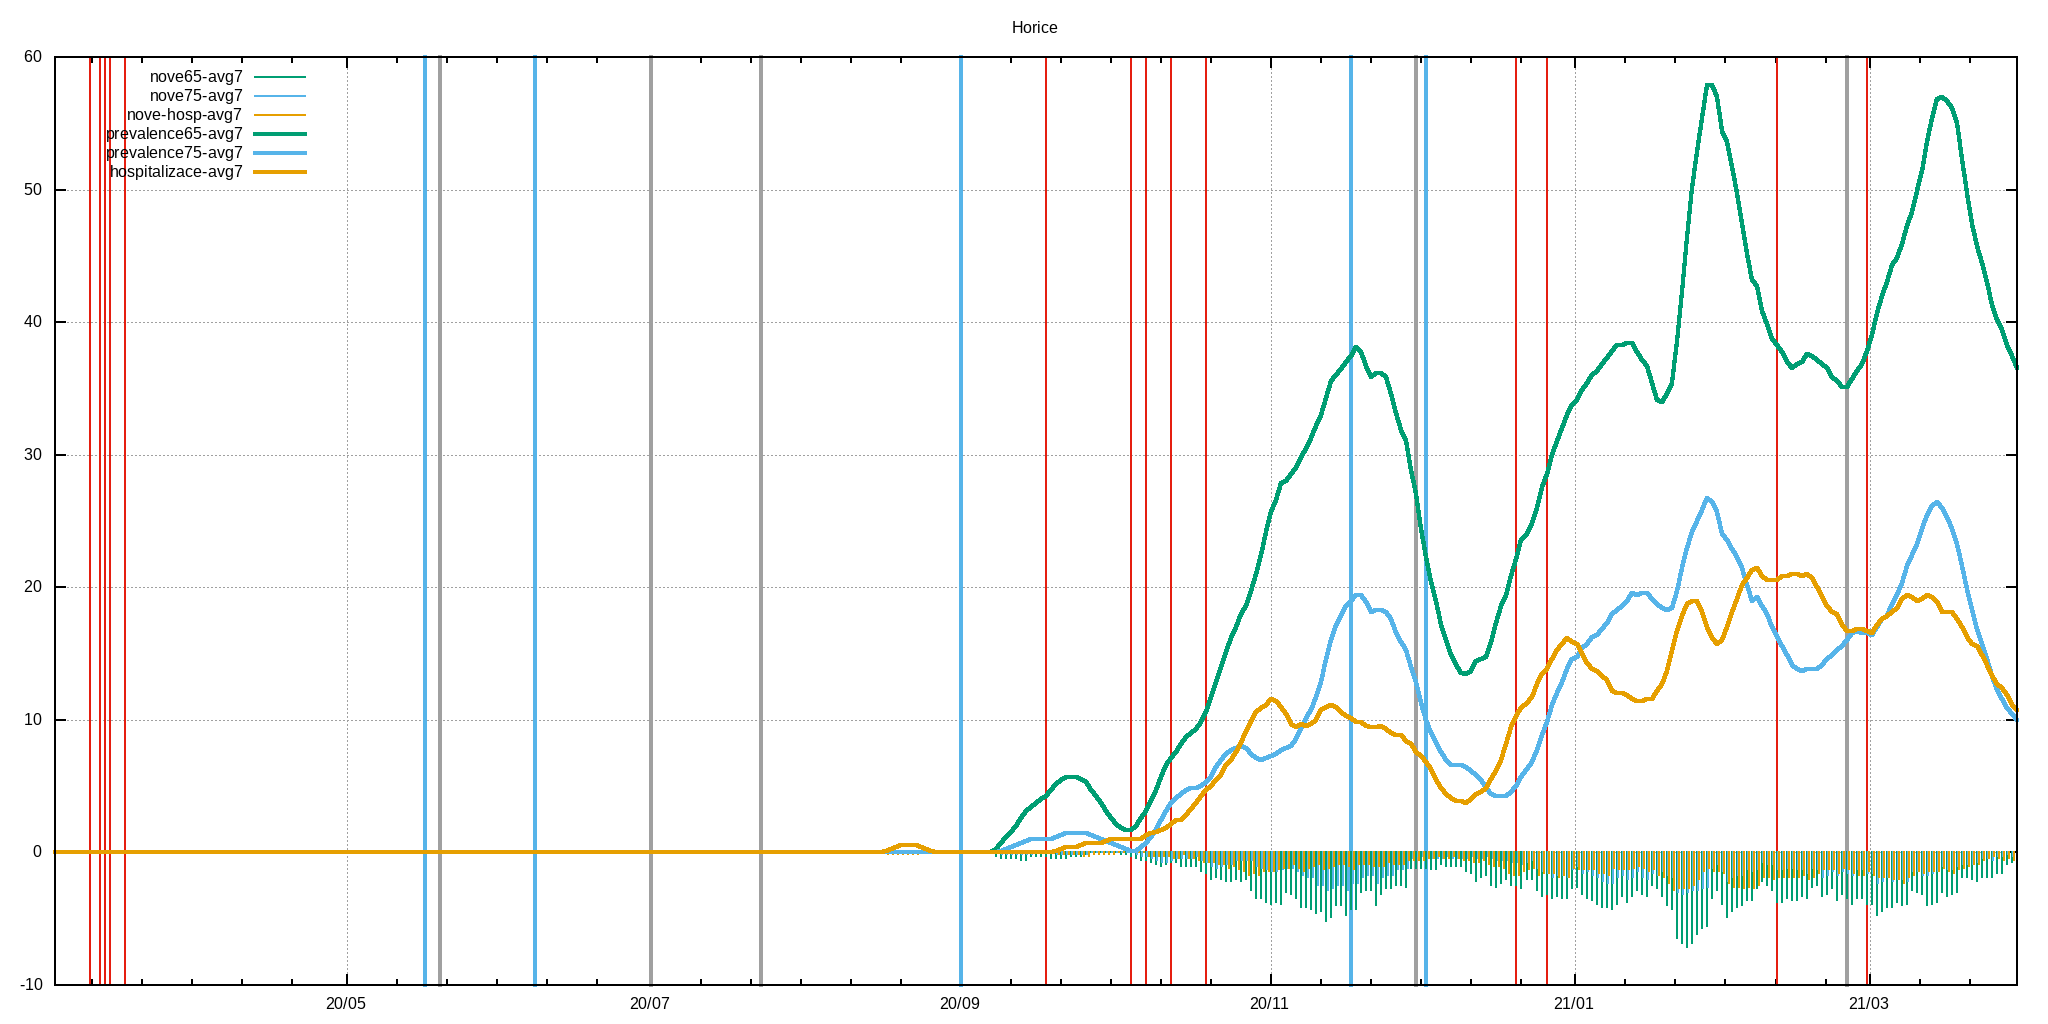 Horice
60
nove65-avg7
nove75-avg7
nove-hosp-avg7
prevalence65-avg7
prevalence75-avg7
hospitalizace-avg7
50
40
30
20
10
0
-10
20/05 20/07 20/09 20/11 21/01 21/03